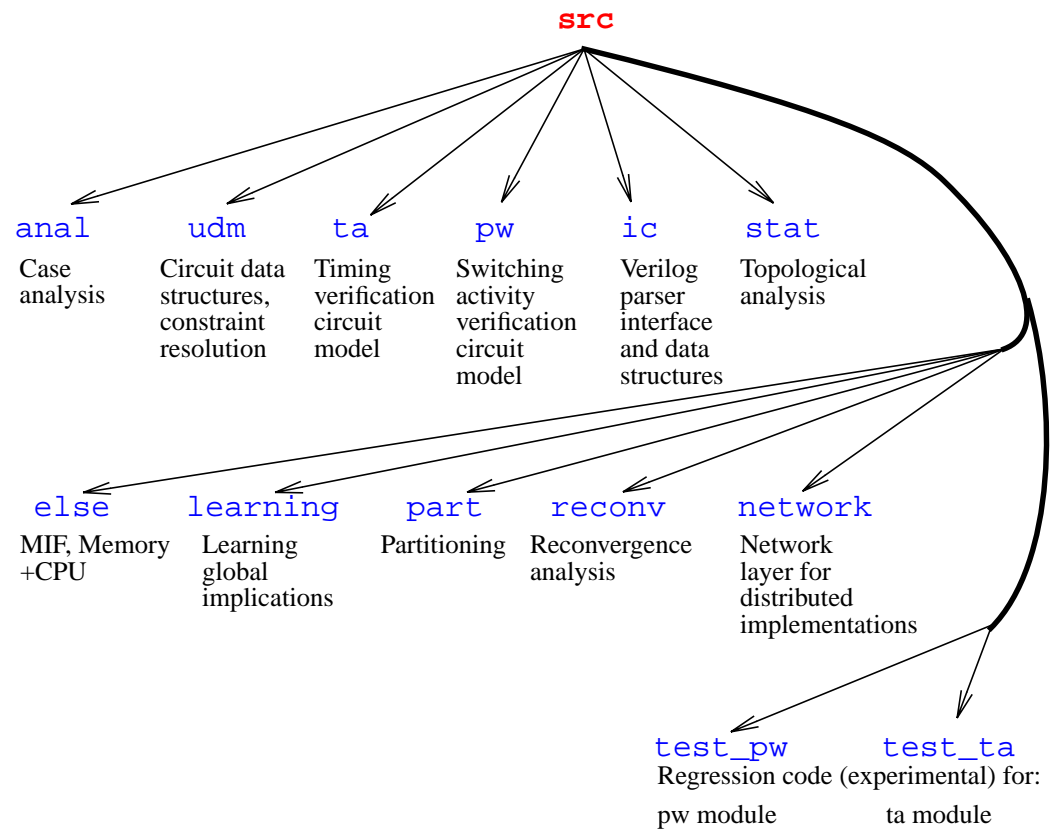 src
anal udm ta pw ic stat
Case
analysis
Circuit data
structures,
constraint
resolution
Timing
verification
circuit
model
Switching
activity
verification
circuit
model
Verilog
parser
interface
and data
structures
Topological
analysis
else learning part reconv network
MIF, Memory
+CPU
Learning
global
implications
Partitioning
Reconvergence
analysis
Network
layer for
distributed
implementations
test_pw test_ta
Regression code (experimental) for:
pw module ta module